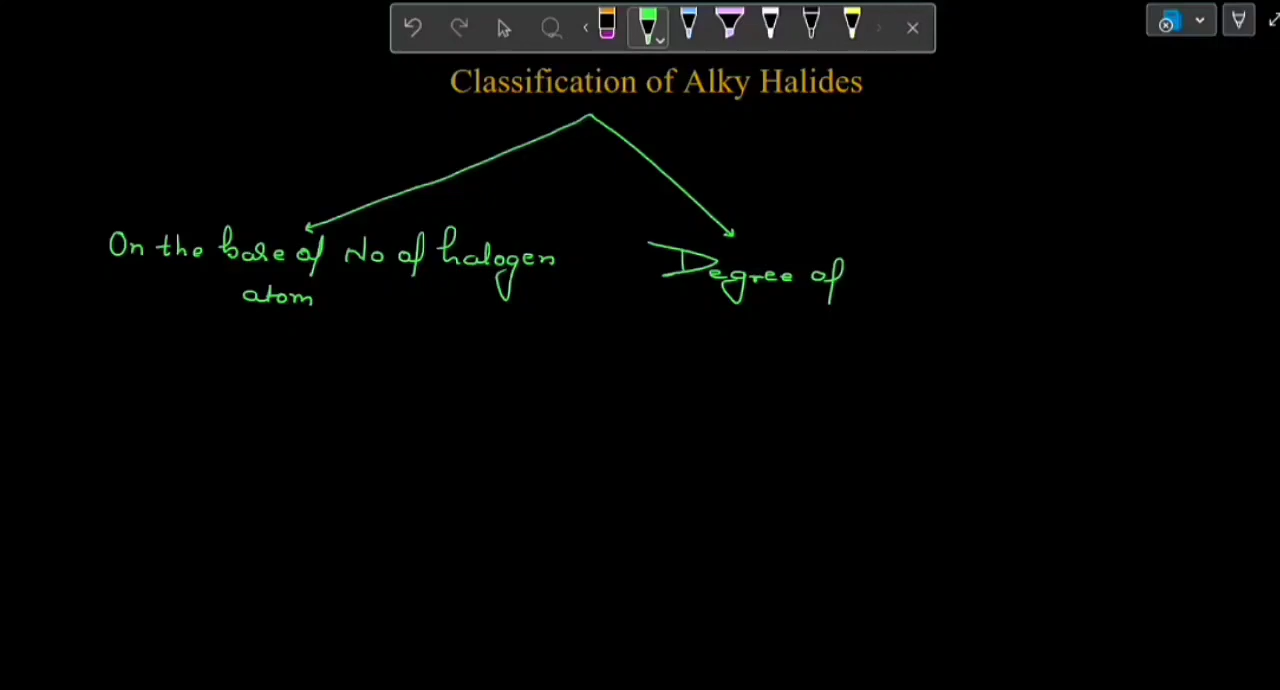 Classification of Alky Halides
On the base of No of halogen
atom
Degree of